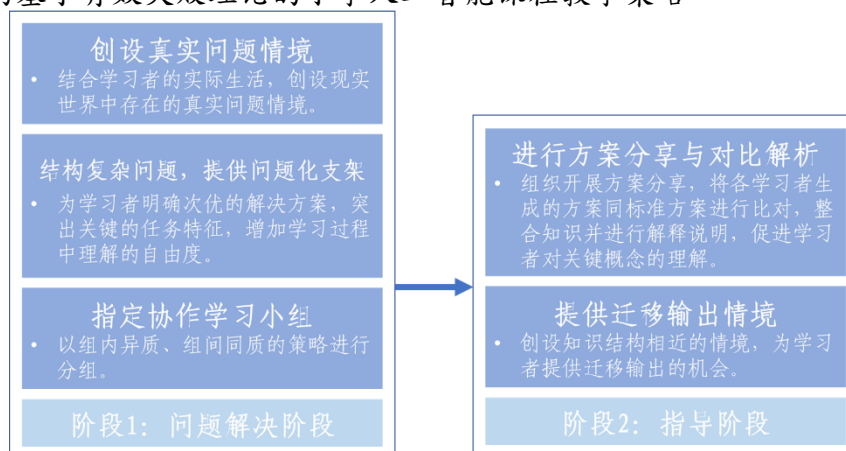 创设真实问题情境
• 结合学习者的实际生活，创设现实
世界中存在的真实问题情境。
结构复杂问题，提供问题化支架
• 为学习者明确次优的解决方案，突
出关键的任务特征，增加学习过程
中理解的自由度。
指定协作学习小组
• 以组内异质、组间同质的策略进行
分组。
阶段1：问题解决阶段
进行方案分享与对比解析
• 组织开展方案分享，将各学习者生
成的方案同标准方案进行比对，整
合知识并进行解释说明，促进学习
者对关键概念的理解。
提供迁移输出情境
• 创设知识结构相近的情境，为学习
者提供迁移输出的机会。
阶段2：指导阶段